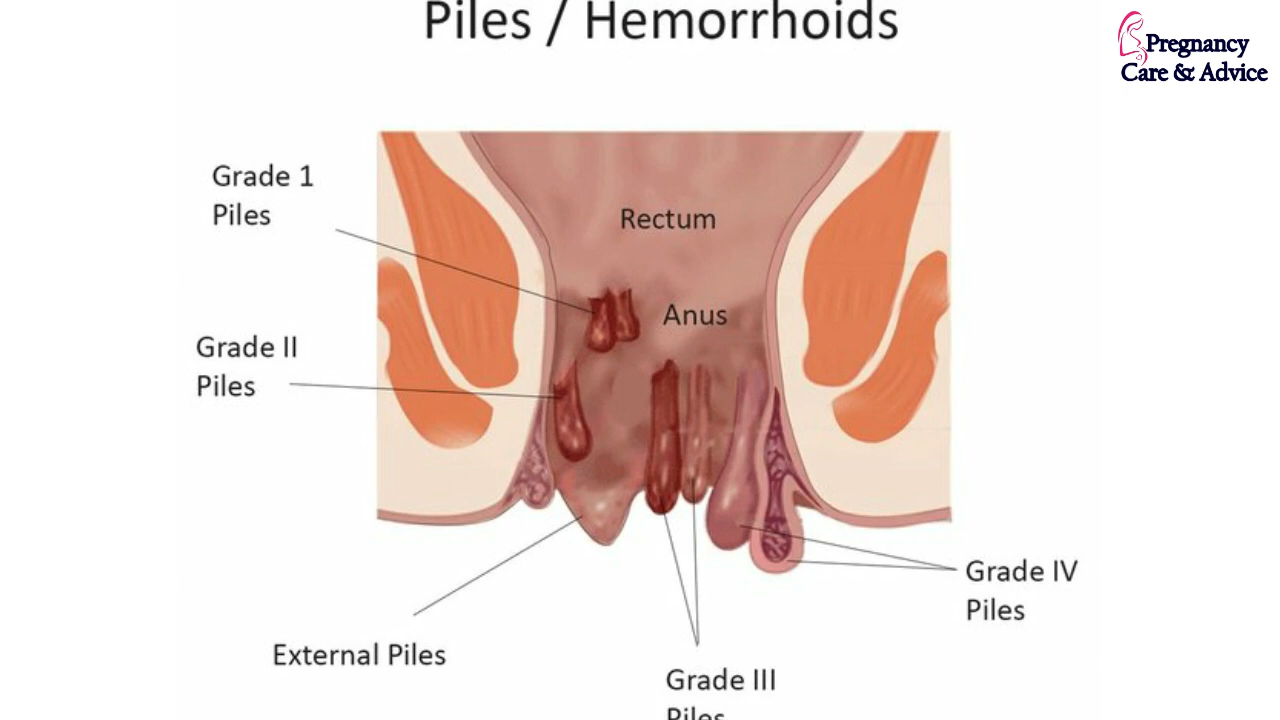 Piles / Hemorrhoids
Pregnancy
Care & Advice
Grade 1
Piles
Rectum
Anus
Grade II
Piles
Grade IV
Piles
External Piles
Grade III
Piles